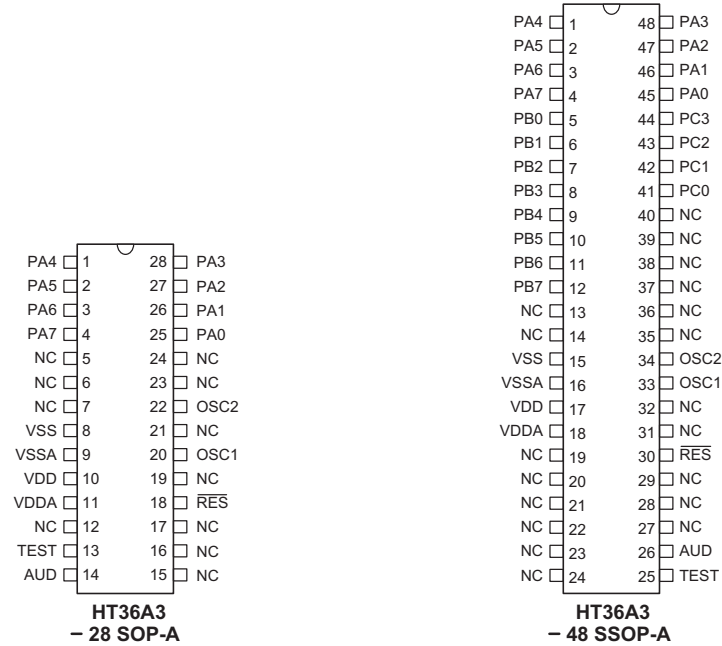 PA4 1 48 PA3
PA5 2 47 PA2
PA6 3 46 PA1
PA7 4 45 PA0
PB0 5 44 PC3
PB1 6 43 PC2
PB2 7 42 PC1
PB3 8 41 PC0
PB4 9 40 NC
PB5 10 39 NC
PB6 11 38 NC
PB7 12 37 NC
NC 13 36 NC
NC 14 35 NC
VSS 15 34 OSC2
VSSA 16 33 OSC1
VDD 17 32 NC
VDDA 18 31 NC
NC 19 30 RES
NC 20 29 NC
NC 21 28 NC
NC 22 27 NC
NC 23 26 AUD
NC 24 25 TEST
HT36A3
– 48 SSOP-A
PA4 1 28 PA3
PA5 2 27 PA2
PA6 3 26 PA1
PA7 4 25 PA0
NC 5 24 NC
NC 6 23 NC
NC 7 22 OSC2
VSS 8 21 NC
VSSA 9 20 OSC1
VDD 10 19 NC
VDDA 11 18 RES
NC 12 17 NC
TEST 13 16 NC
AUD 14 15 NC
HT36A3
– 28 SOP-A